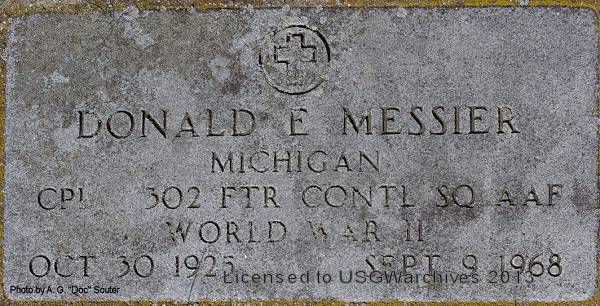 DONALD E MESSIER
MICHIGAN
CPL 302 FTR CONTL SQ AAF
WORLD WAR II
OCT 30 1925 SEPT 9 1968
Licensed to USGWarchives 2013
Photo by A. G. "Doc" Souter